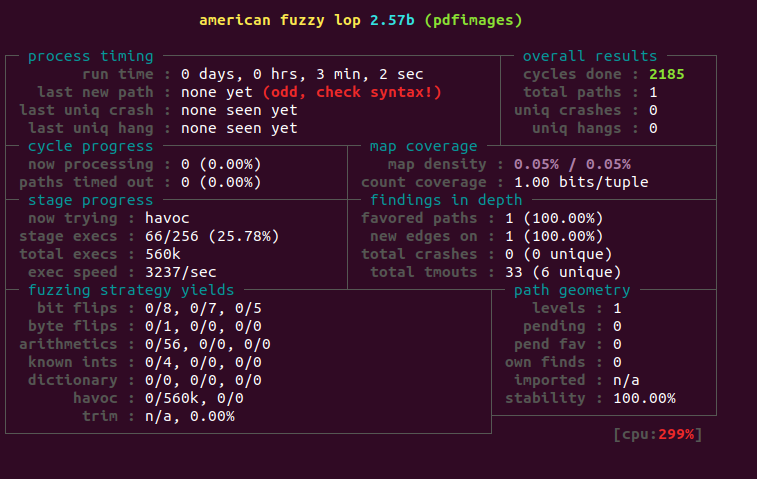 american fuzzy lop 2.57b (pdfimages)
process timing overall results
run time : 0 days, 0 hrs, 3 min, 2 sec cycles done : 2185
last new path : none yet (odd, check syntax!) total paths : 1
last uniq crash : none seen yet uniq crashes : 0
last uniq hang : none seen yet uniq hangs : 0
cycle progress map coverage
now processing : 0 (0.00%) map density : 0.05% / 0.05%
paths timed out : 0 (0.00%) count coverage : 1.00 bits/tuple
stage progress findings in depth
now trying : havoc favored paths : 1 (100.00%)
stage execs : 66/256 (25.78%) new edges on : 1 (100.00%)
total execs : 560k total crashes : 0 (0 unique)
exec speed : 3237/sec total tmouts : 33 (6 unique)
fuzzing strategy yields path geometry
bit flips : 0/8, 0/7, 0/5 levels : 1
byte flips : 0/1, 0/0, 0/0 pending : 0
arithmetics : 0/56, 0/0, 0/0 pend fav : 0
known ints : 0/4, 0/0, 0/0 own finds : 0
dictionary : 0/0, 0/0, 0/0 imported : n/a
havoc : 0/560k, 0/0 stability : 100.00%
trim : n/a, 0.00%
[cpu:299%]